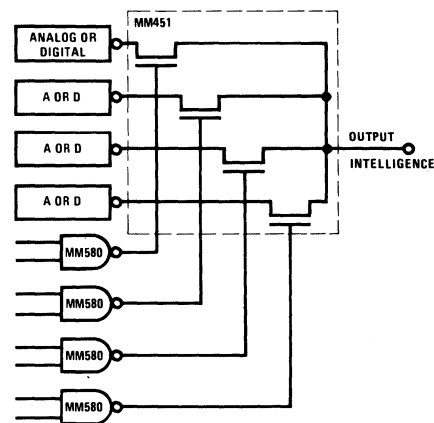 MM451
ANALOG OR
DIGITAL
A OR D
A OR D
OUTPUT
INTELLIGENCE
A OR D
MM580
MM580
MM580
MM580